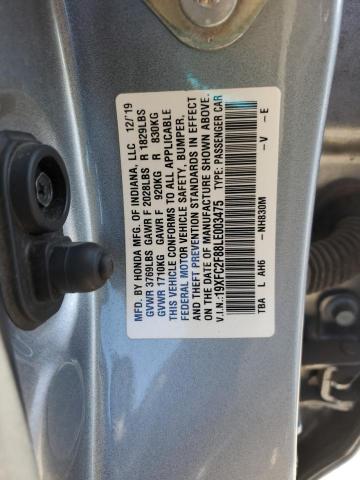 MFD. BY HONDA MFG. OF INDIANA, LLC 12/'19
GVWR 3769LBS GAWR F 2028LBS R 1829LBS
GVWR 1710KG GAWR F 920KG R 830KG
THIS VEHICLE CONFORMS TO ALL APPLICABLE
FEDERAL MOTOR VEHICLE SAFETY, BUMPER,
AND THEFT PREVENTION STANDARDS IN EFFECT
ON THE DATE OF MANUFACTURE SHOWN ABOVE.
V.I.N.:19XFC2F88LE003475 TYPE: PASSENGER CAR
TBA L AH6 -NH830M -V -E